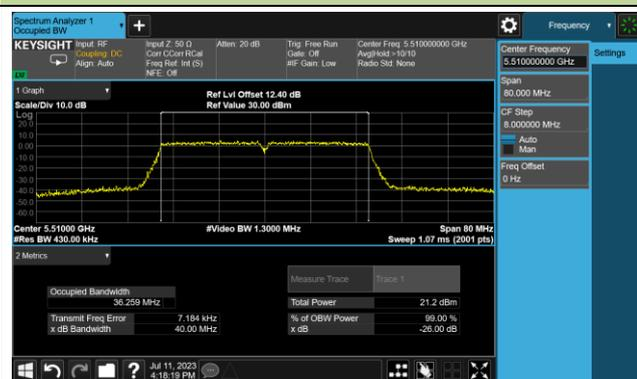 Spectrum Analyzer 1
Occupied BW
Frequency
KEYSIGHT
Input: RF
Coupling: DC
Align: Auto
Input Z: 50 Ω
Corr CCorr RCal
Freq Ref: Int (S)
NFE: Off
Atten: 20 dB
Trig: Free Run
Gate: Off
#IF Gain: Low
Center Freq: 5.510000000 GHz
Avg|Hold:>10/10
Radio Std: None
Center Frequency
5.510000000 GHz
Settings
Span
80.000 MHz
CF Step
8.000000 MHz
Auto
Man
Freq Offset
0 Hz
1 Graph
Scale/Div 10.0 dB
Ref Lvl Offset 12.40 dB
Ref Value 30.00 dBm
Log
20.0
10.0
0.00
-10.0
-20.0
-30.0
-40.0
-50.0
-60.0
Center 5.51000 GHz
#Res BW 430.00 kHz
#Video BW 1.3000 MHz
Span 80 MHz
Sweep 1.07 ms (2001 pts)
2 Metrics
Measure Trace
Trace 1
Occupied Bandwidth
36.259 MHz
Total Power
21.2 dBm
Transmit Freq Error
7.184 kHz
% of OBW Power
99.00 %
x dB Bandwidth
40.00 MHz
x dB
-26.00 dB
Jul 11, 2023
4:18:19 PM